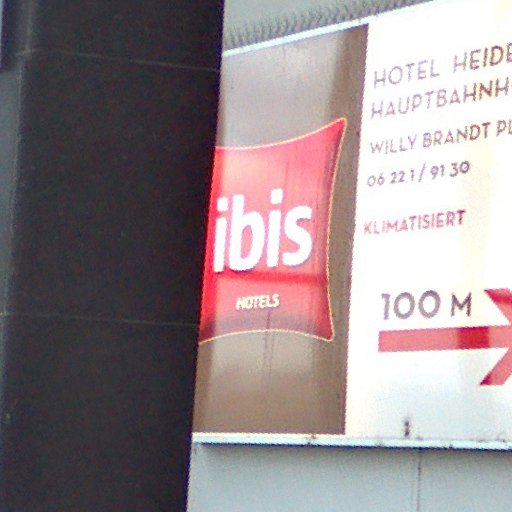 ibis
HOTELS
HOTEL HEIDE
HAUPTBAHNH
WILLY BRANDT PL
06 22 1 / 91 30
KLIMATISIERT
100 M